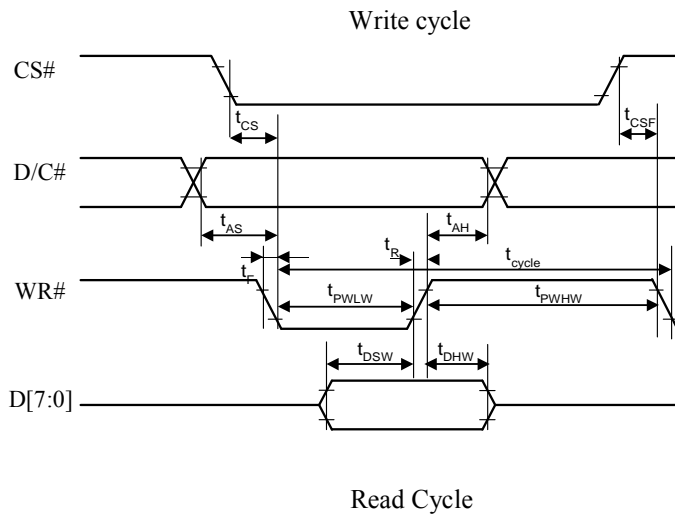 Write cycle
CS#
tCS
tCSF
D/C#
tAS
tR
tAH
tcycle
tF
WR#
tPWLW
tPWHW
tDSW
tDHW
D[7:0]
Read Cycle